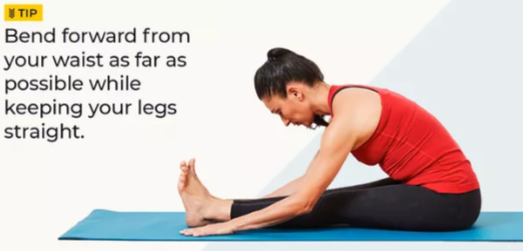 TIP
Bend forward from
your waist as far as
possible while
keeping your legs
straight.